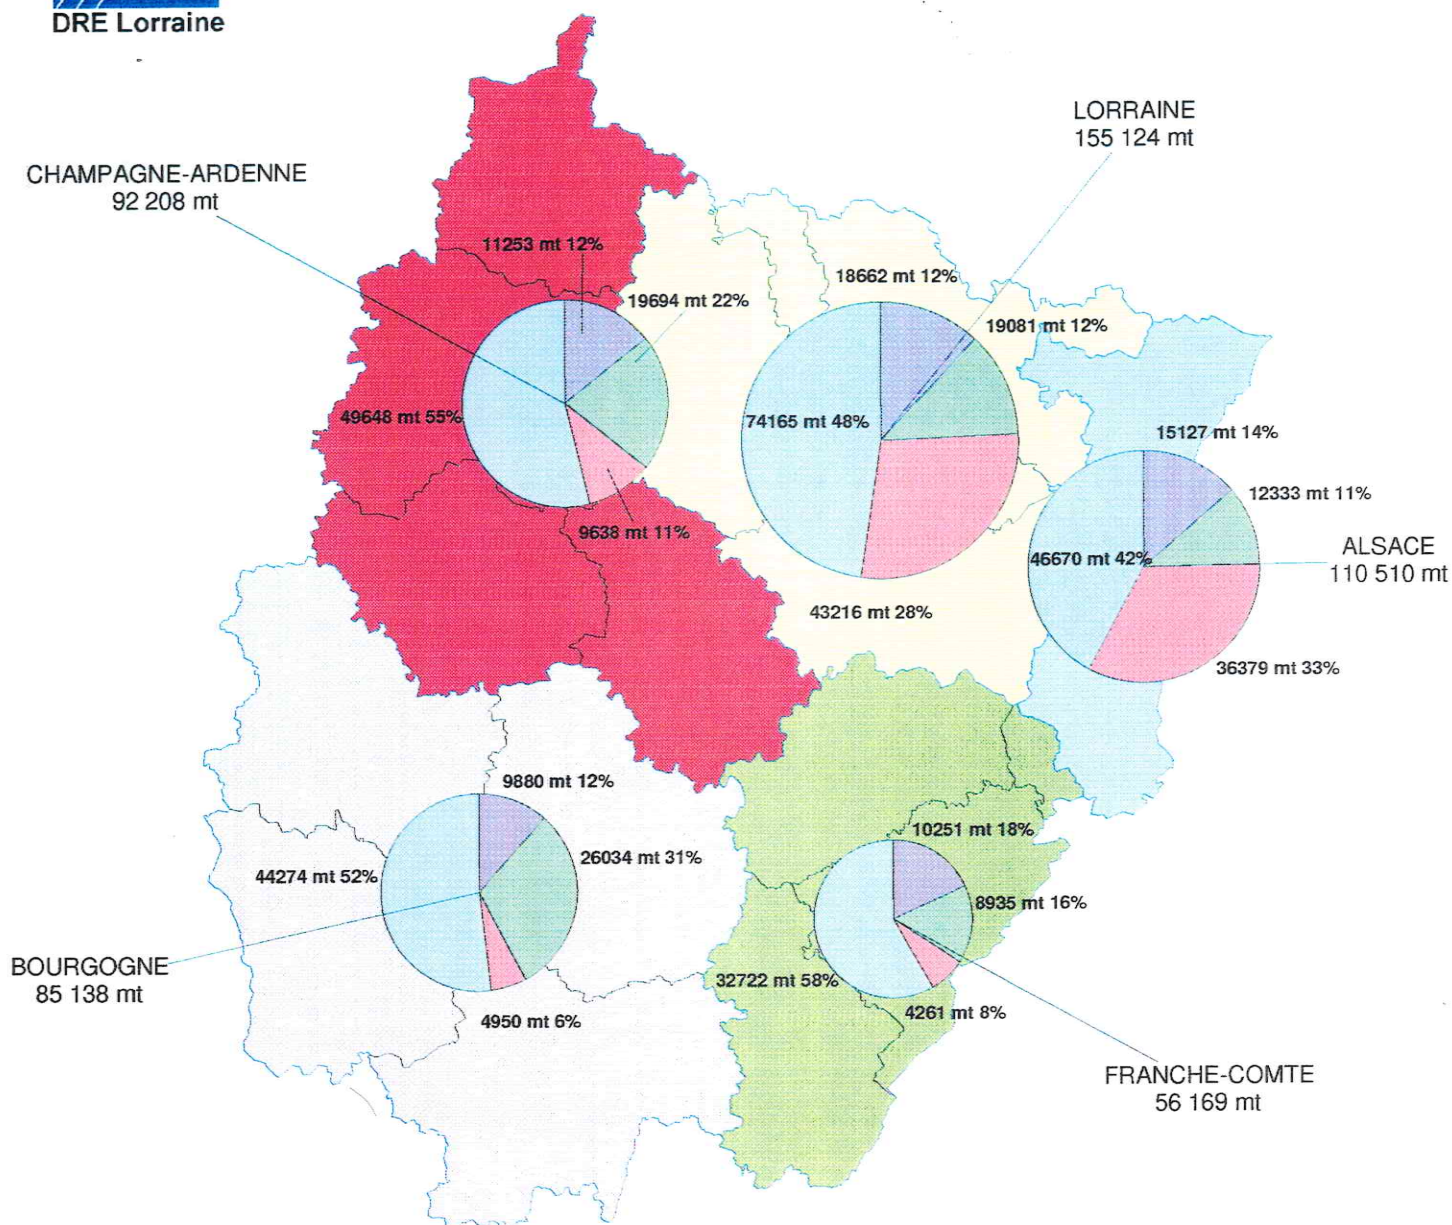 DRE Lorraine
LORRAINE
155 124 mt
CHAMPAGNE-ARDENNE
92 208 mt
11253 mt 12%
19694 mt 22%
49648 mt 55%
9638 mt 11%
18662 mt 12%
19081 mt 12%
74165 mt 48%
43216 mt 28%
15127 mt 14%
12333 mt 11%
46670 mt 42%
36379 mt 33%
ALSACE
110 510 mt
9880 mt 12%
26034 mt 31%
44274 mt 52%
4950 mt 6%
BOURGOGNE
85 138 mt
10251 mt 18%
8935 mt 16%
32722 mt 58%
4261 mt 8%
FRANCHE-COMTE
56 169 mt